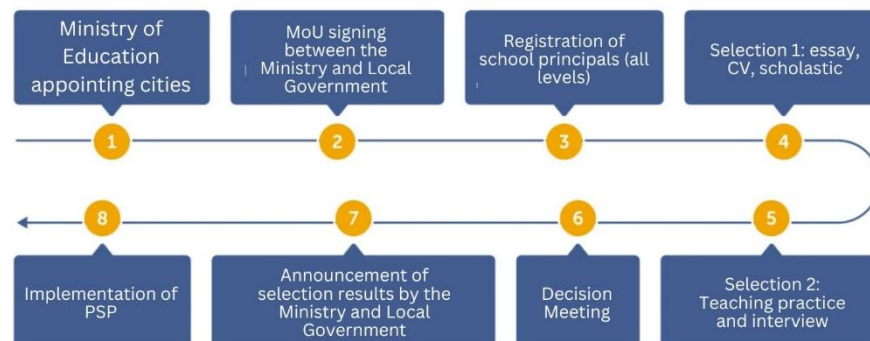 Ministry of
Education
appointing cities
MoU signing
between the
Ministry and Local
Government
Registration of
school principals (all
levels)
Selection 1: essay,
CV, scholastic
1
2
3
4
8
7
6
5
Implementation of
PSP
Announcement of
selection results by the
Ministry and Local
Government
Decision
Meeting
Selection 2:
Teaching practice
and interview